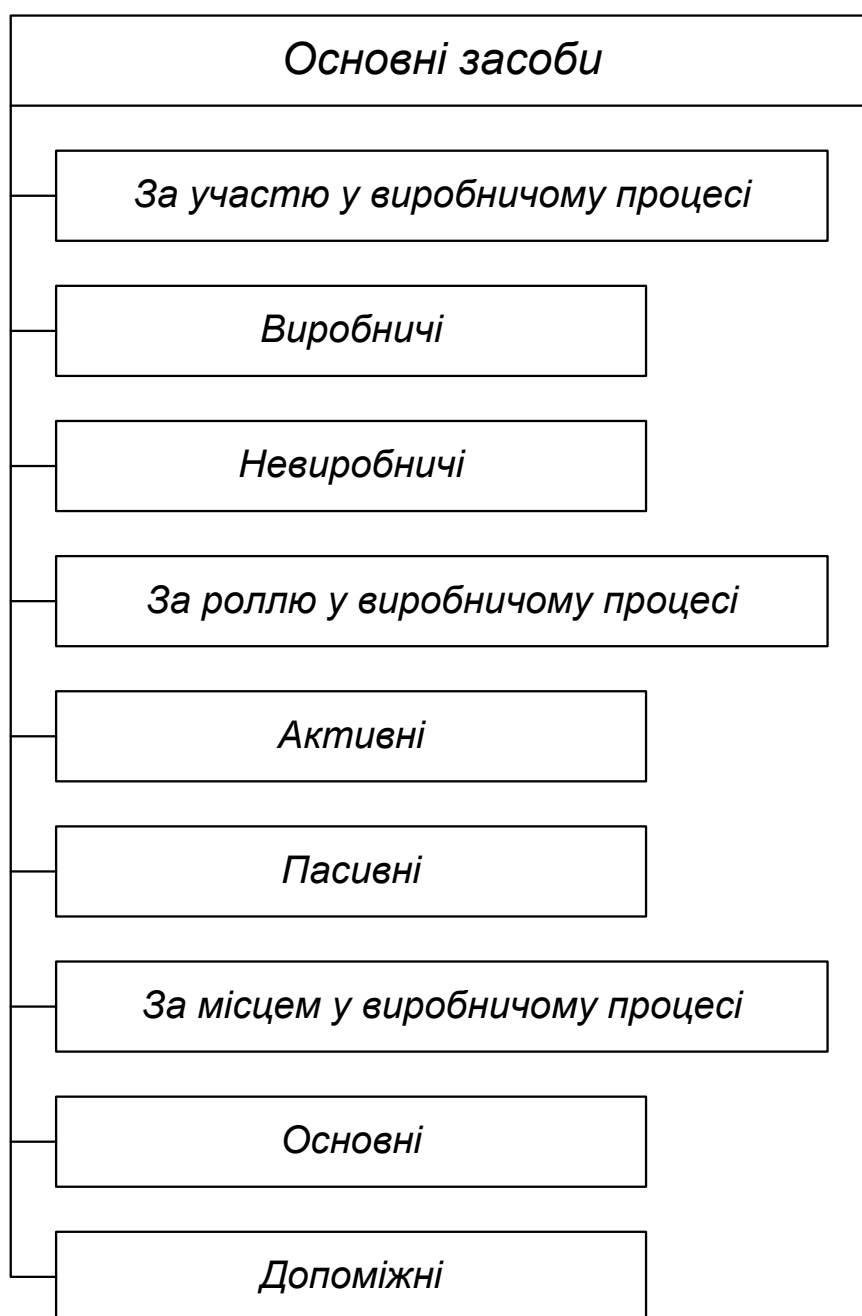 Основні засоби
За участю у виробничому процесі
Виробничі
Невиробничі
За роллю у виробничому процесі
Активні
Пасивні
За місцем у виробничому процесі
Основні
Допоміжні